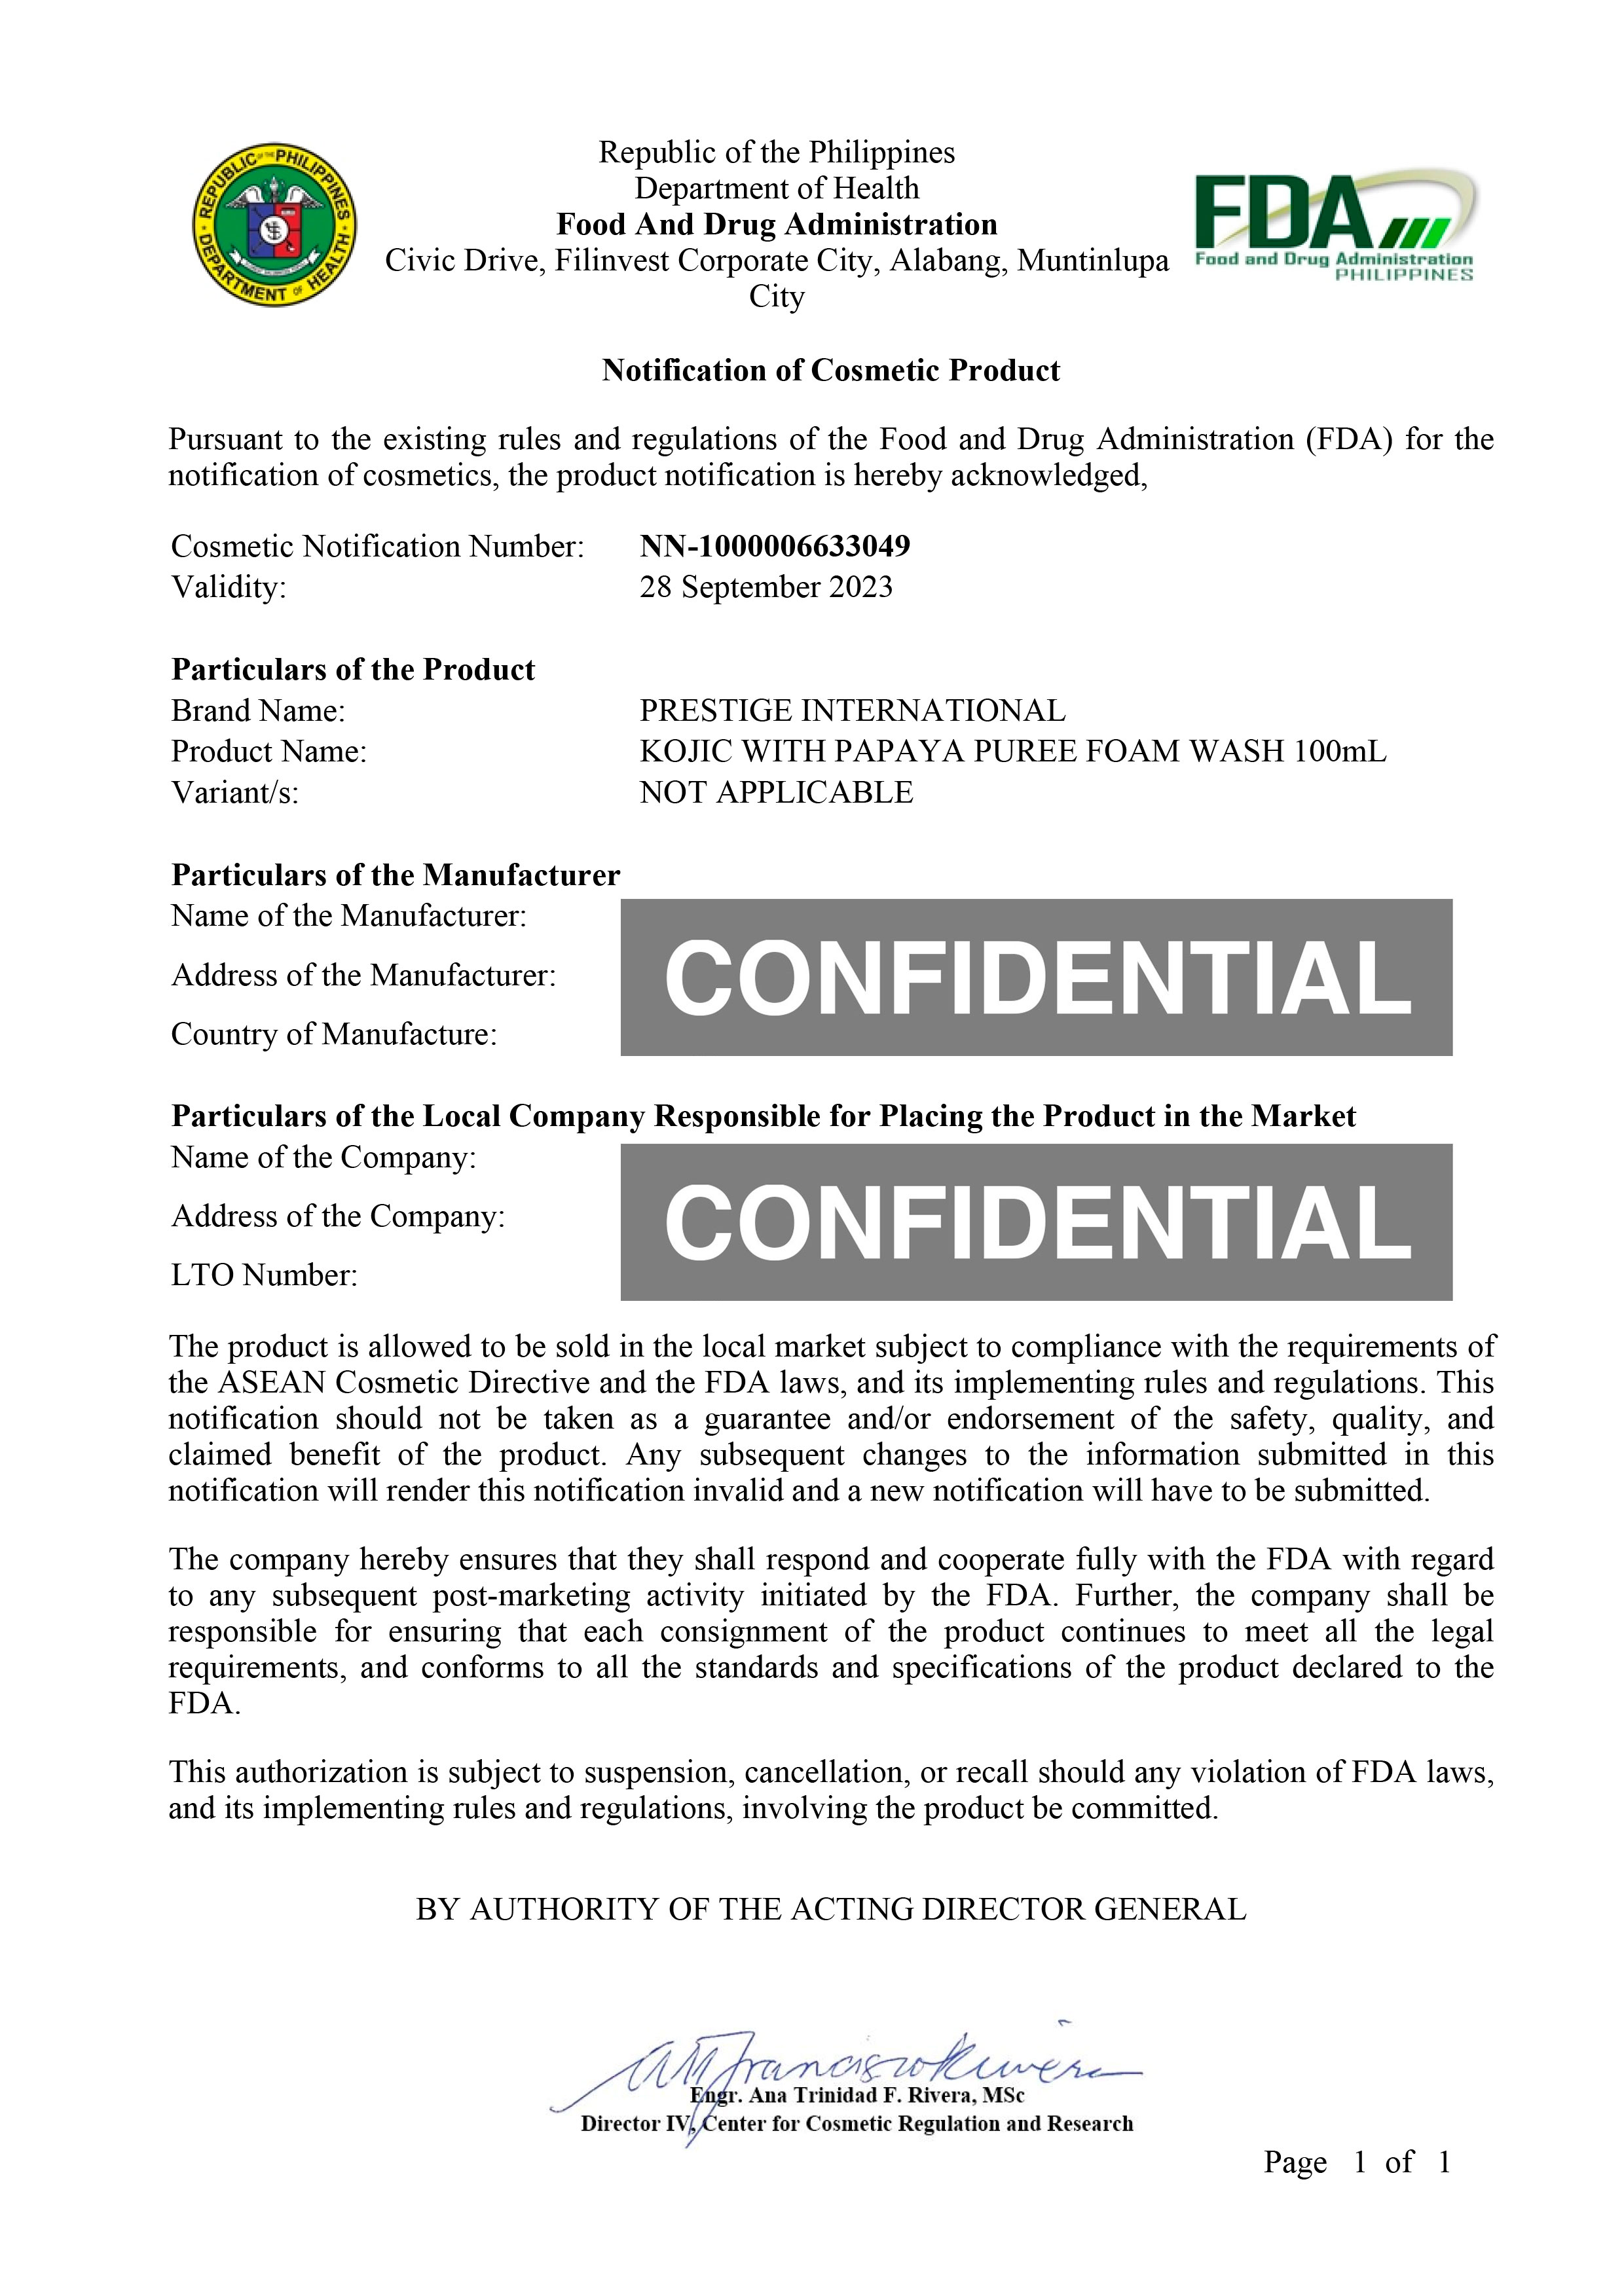 REPUBLIC OF THE PHILIPPINES
DEPARTMENT OF HEALTH
Republic of the Philippines
Department of Health
Food And Drug Administration
Civic Drive, Filinvest Corporate City, Alabang, Muntinlupa
City
FDA
Food and Drug Administration
PHILIPPINES
Notification of Cosmetic Product
Pursuant to the existing rules and regulations of the Food and Drug Administration (FDA) for the
notification of cosmetics, the product notification is hereby acknowledged,
Cosmetic Notification Number: NN-1000006633049
Validity: 28 September 2023
Particulars of the Product
Brand Name: PRESTIGE INTERNATIONAL
Product Name: KOJIC WITH PAPAYA PUREE FOAM WASH 100mL
Variant/s: NOT APPLICABLE
Particulars of the Manufacturer
Name of the Manufacturer:
Address of the Manufacturer:
CONFIDENTIAL
Country of Manufacture:
Particulars of the Local Company Responsible for Placing the Product in the Market
Name of the Company:
Address of the Company:
CONFIDENTIAL
LTO Number:
The product is allowed to be sold in the local market subject to compliance with the requirements of
the ASEAN Cosmetic Directive and the FDA laws, and its implementing rules and regulations. This
notification should not be taken as a guarantee and/or endorsement of the safety, quality, and
claimed benefit of the product. Any subsequent changes to the information submitted in this
notification will render this notification invalid and a new notification will have to be submitted.
The company hereby ensures that they shall respond and cooperate fully with the FDA with regard
to any subsequent post-marketing activity initiated by the FDA. Further, the company shall be
responsible for ensuring that each consignment of the product continues to meet all the legal
requirements, and conforms to all the standards and specifications of the product declared to the
FDA.
This authorization is subject to suspension, cancellation, or recall should any violation of FDA laws,
and its implementing rules and regulations, involving the product be committed.
BY AUTHORITY OF THE ACTING DIRECTOR GENERAL
Engr. Ana Trinidad F. Rivera, MSc
Director IV, Center for Cosmetic Regulation and Research
Page 1 of 1